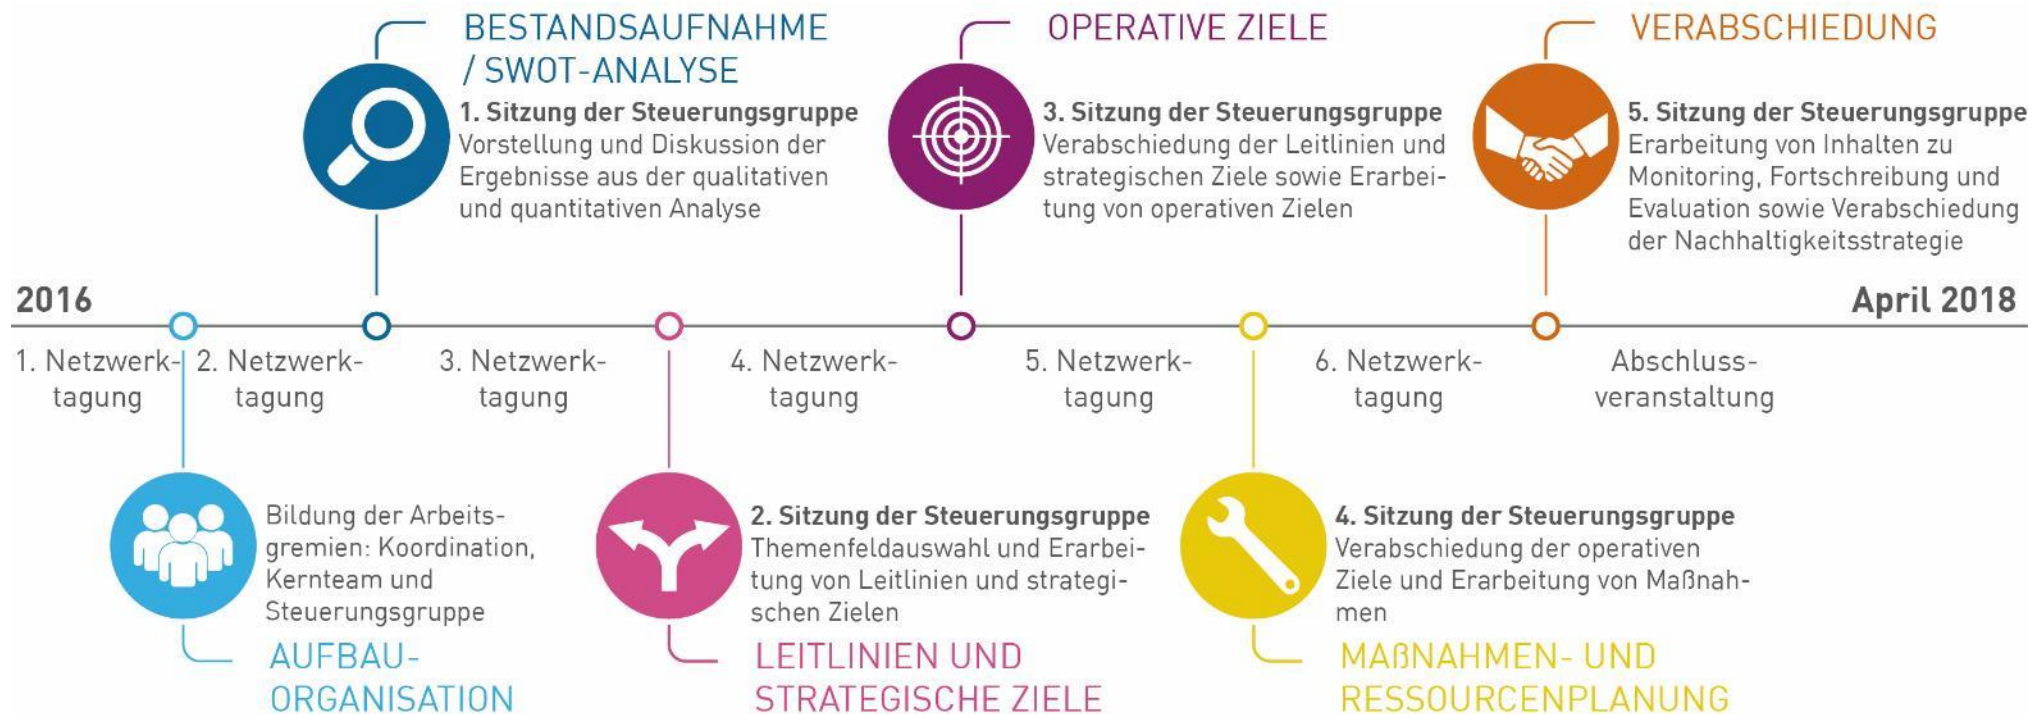 BESTANDSAUFNAHME
/ SWOT-ANALYSE
1. Sitzung der Steuerungsgruppe
Vorstellung und Diskussion der
Ergebnisse aus der qualitativen
und quantitativen Analyse
OPERATIVE ZIELE
3. Sitzung der Steuerungsgruppe
Verabschiedung der Leitlinien und
strategischen Ziele sowie Erarbei-
tung von operativen Zielen
VERABSCHIEDUNG
5. Sitzung der Steuerungsgruppe
Erarbeitung von Inhalten zu
Monitoring, Fortschreibung und
Evaluation sowie Verabschiedung
der Nachhaltigkeitsstrategie
2016
April 2018
1. Netzwerk-
tagung
2. Netzwerk-
tagung
3. Netzwerk-
tagung
4. Netzwerk-
tagung
5. Netzwerk-
tagung
6. Netzwerk-
tagung
Abschluss-
veranstaltung
Bildung der Arbeits-
gremien: Koordination,
Kernteam und
Steuerungsgruppe
AUFBAU-
ORGANISATION
2. Sitzung der Steuerungsgruppe
Themenfeldauswahl und Erarbei-
tung von Leitlinien und strategi-
schen Zielen
LEITLINIEN UND
STRATEGISCHE ZIELE
4. Sitzung der Steuerungsgruppe
Verabschiedung der operativen
Ziele und Erarbeitung von Maßnah-
men
MAßNAHMEN- UND
RESSOURCENPLANUNG